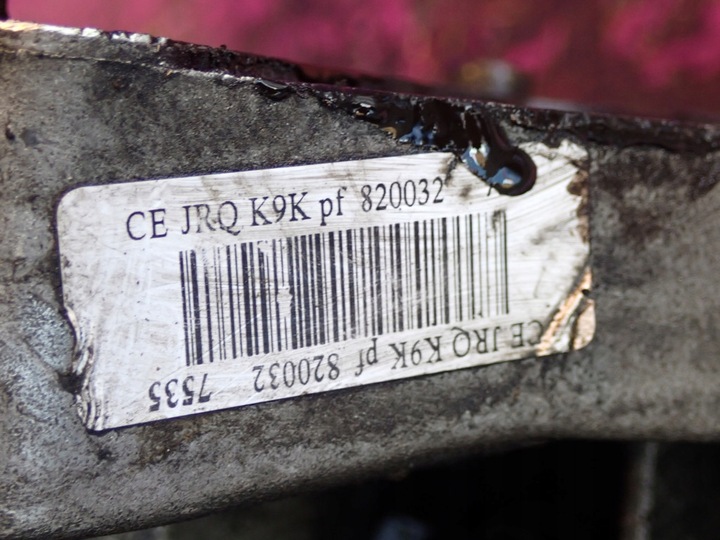 CE JRQ K9K pf 820032
CE JRQ K9K pf 820032 7535